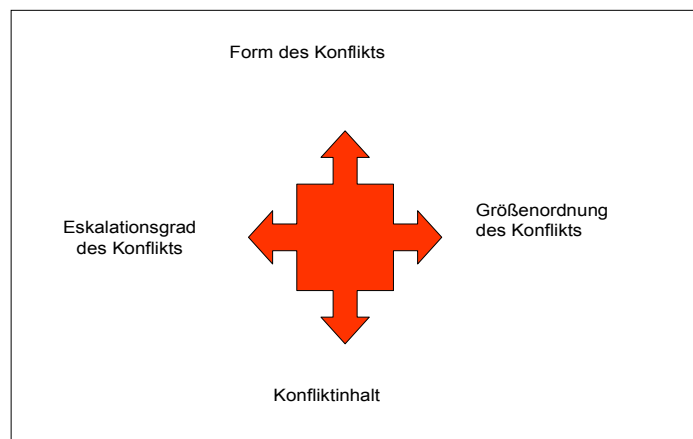 Form des Konflikts
Eskalationsgrad
des Konflikts
Größenordnung
des Konflikts
Konfliktinhalt